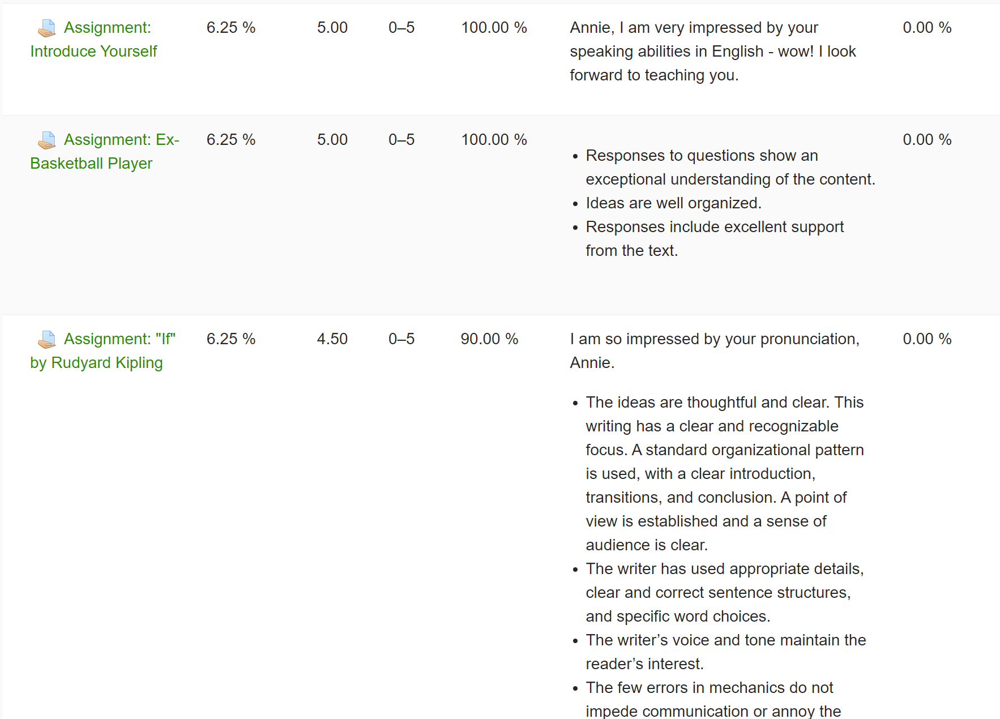 Assignment: 6.25 % 5.00 0–5 100.00 % Annie, I am very impressed by your 0.00 %
Introduce Yourself speaking abilities in English - wow! I look
forward to teaching you.
Assignment: Ex- 6.25 % 5.00 0–5 100.00 % 0.00 %
Basketball Player
• Responses to questions show an
exceptional understanding of the content.
• Ideas are well organized.
• Responses include excellent support
from the text.
Assignment: "If" 6.25 % 4.50 0–5 90.00 % I am so impressed by your pronunciation, 0.00 %
by Rudyard Kipling Annie.
• The ideas are thoughtful and clear. This
writing has a clear and recognizable
focus. A standard organizational pattern
is used, with a clear introduction,
transitions, and conclusion. A point of
view is established and a sense of
audience is clear.
• The writer has used appropriate details,
clear and correct sentence structures,
and specific word choices.
• The writer’s voice and tone maintain the
reader’s interest.
• The few errors in mechanics do not
impede communication or annoy the